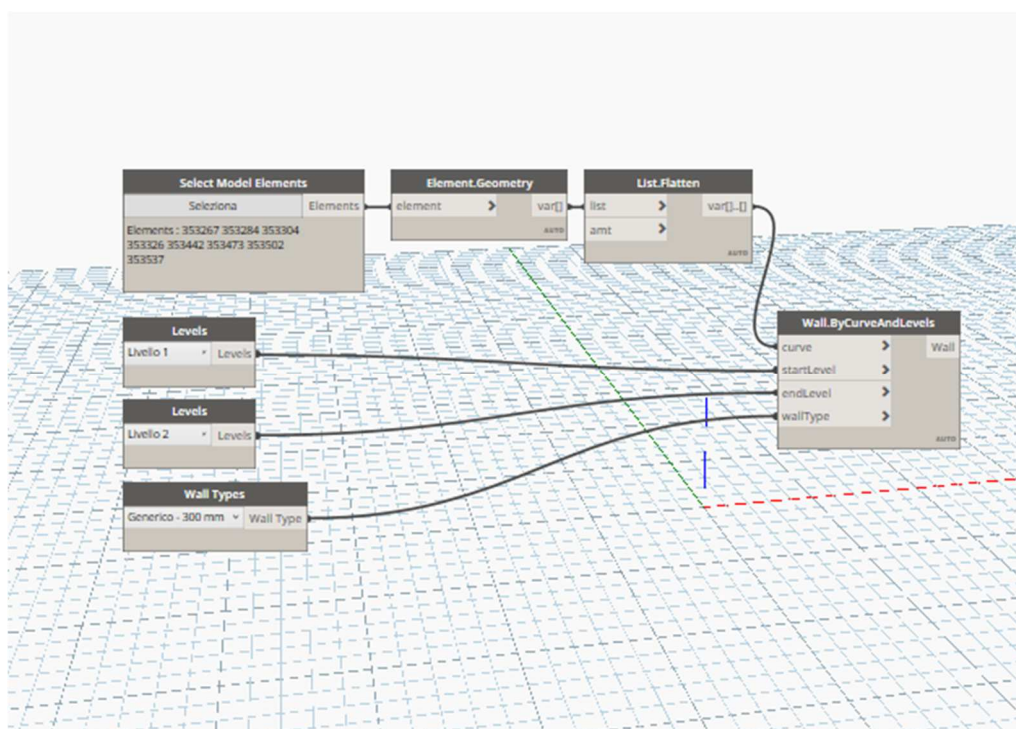 Select Model Elements
Seleziona
Elements
Elements : 353267 353284 353304
353326 353442 353473 353502
353537
Element.Geometry
element
var[]
AUTO
List.Flatten
list
var[]..[]
amt
AUTO
Levels
Livello 1
Levels
Levels
Livello 2
Levels
Wall Types
Generico - 300 mm
Wall Type
Wall.ByCurveAndLevels
curve
Wall
startLevel
endLevel
wallType
AUTO